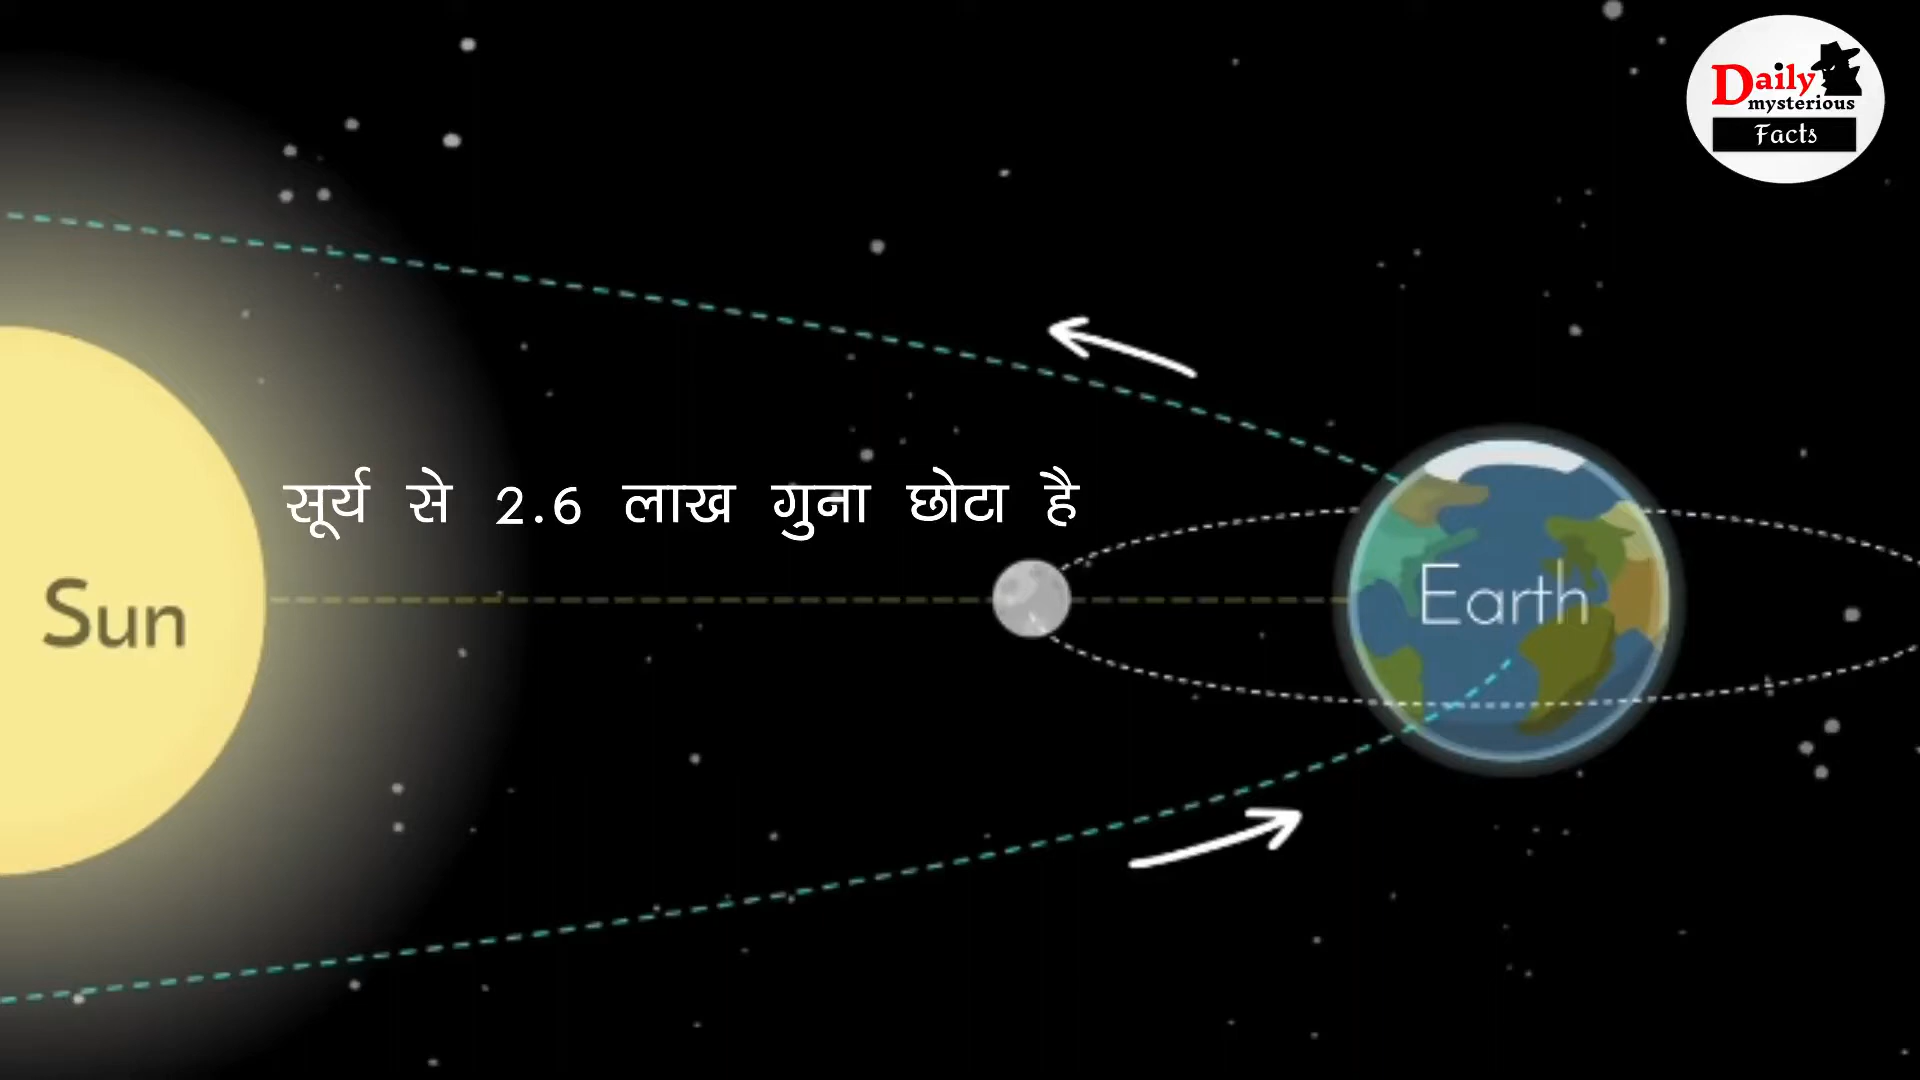 Daily
mysterious
Facts
सूर्य से 2.6 लाख गुना छोटा है
Sun
Earth